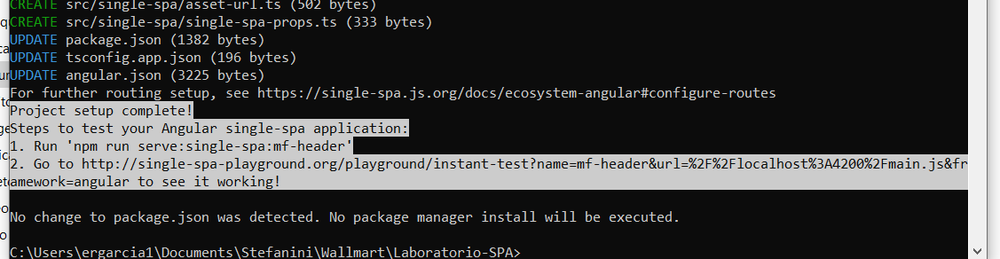 CREATE src/single-spa/asset-url.ts (502 bytes)
CREATE src/single-spa/single-spa-props.ts (333 bytes)
UPDATE package.json (1382 bytes)
UPDATE tsconfig.app.json (196 bytes)
UPDATE angular.json (3225 bytes)
For further routing setup, see https://single-spa.js.org/docs/ecosystem-angular#configure-routes
Project setup complete!
Steps to test your Angular single-spa application:
1. Run 'npm run serve:single-spa:mf-header'
2. Go to http://single-spa-playground.org/playground/instant-test?name=mf-header&url=%2F%2Flocalhost%3A4200%2Fmain.js&fr
amework=angular to see it working!
No change to package.json was detected. No package manager install will be executed.
C:\Users\ergarcia1\Documents\Stefanini\Wallmart\Laboratorio-SPA>